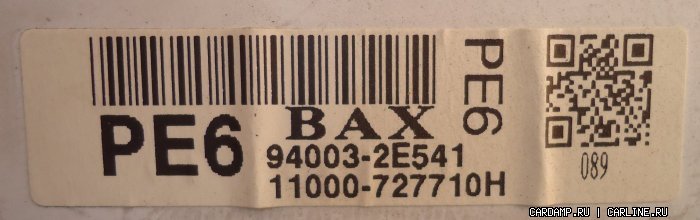 PE6
BAX
94003-2E541
11000-727710H
PE6
089
CARDAMP.RU | CARLINE.RU